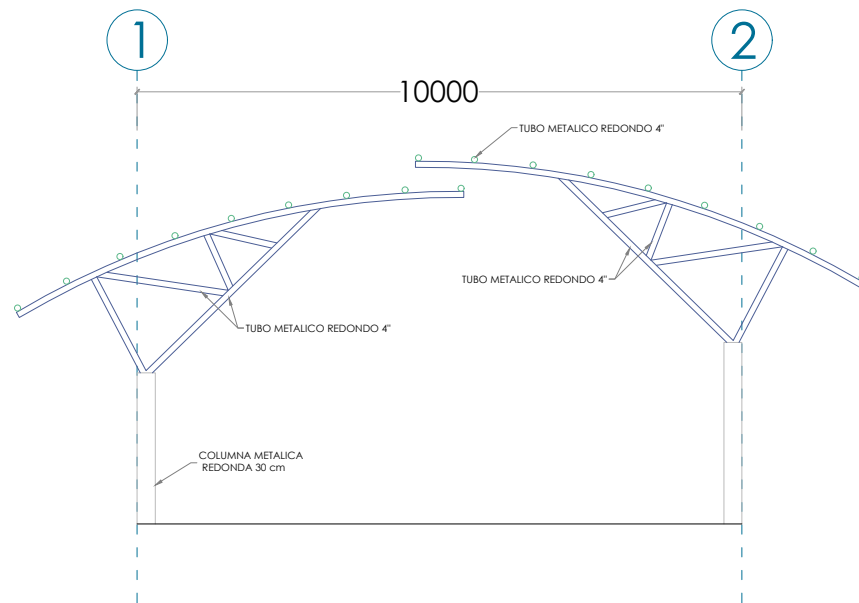 1
2
10000
TUBO METALICO REDONDO 4"
TUBO METALICO REDONDO 4"
TUBO METALICO REDONDO 4"
COLUMNA METALICA
REDONDA 30 cm